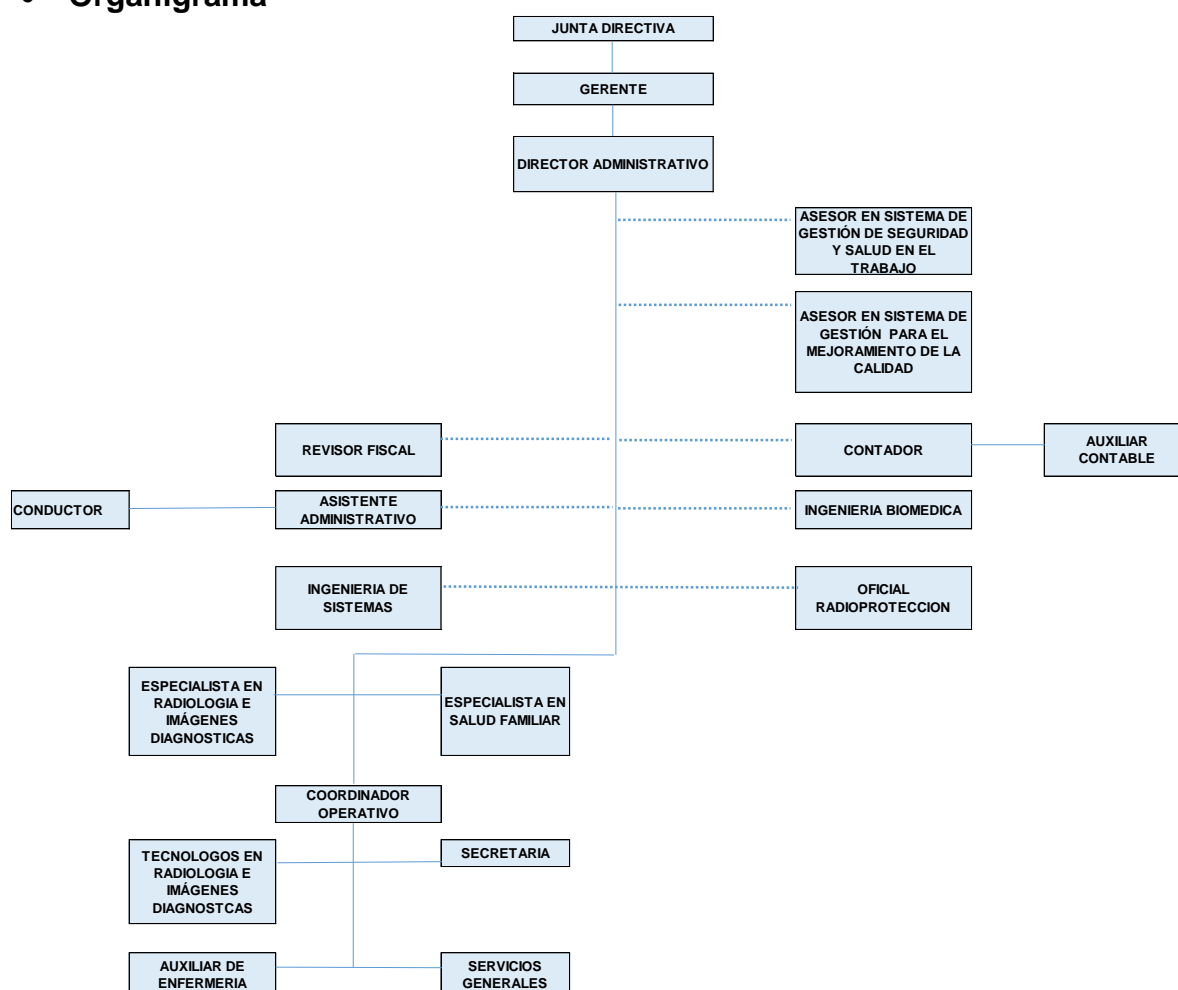 • Organigrama
JUNTA DIRECTIVA
GERENTE
DIRECTOR ADMINISTRATIVO
ASESOR EN SISTEMA DE
GESTIÓN DE SEGURIDAD
Y SALUD EN EL
TRABAJO
ASESOR EN SISTEMA DE
GESTIÓN PARA EL
MEJORAMIENTO DE LA
CALIDAD
REVISOR FISCAL
CONTADOR
AUXILIAR
CONTABLE
CONDUCTOR
ASISTENTE
ADMINISTRATIVO
INGENIERIA BIOMEDICA
INGENIERIA DE
SISTEMAS
OFICIAL
RADIOPROTECCION
ESPECIALISTA EN
RADIOLOGIA E
IMÁGENES
DIAGNOSTICAS
ESPECIALISTA EN
SALUD FAMILIAR
COORDINADOR
OPERATIVO
TECNOLOGOS EN
RADIOLOGIA E
IMÁGENES
DIAGNOSTCAS
SECRETARIA
AUXILIAR DE
ENFERMERIA
SERVICIOS
GENERALES